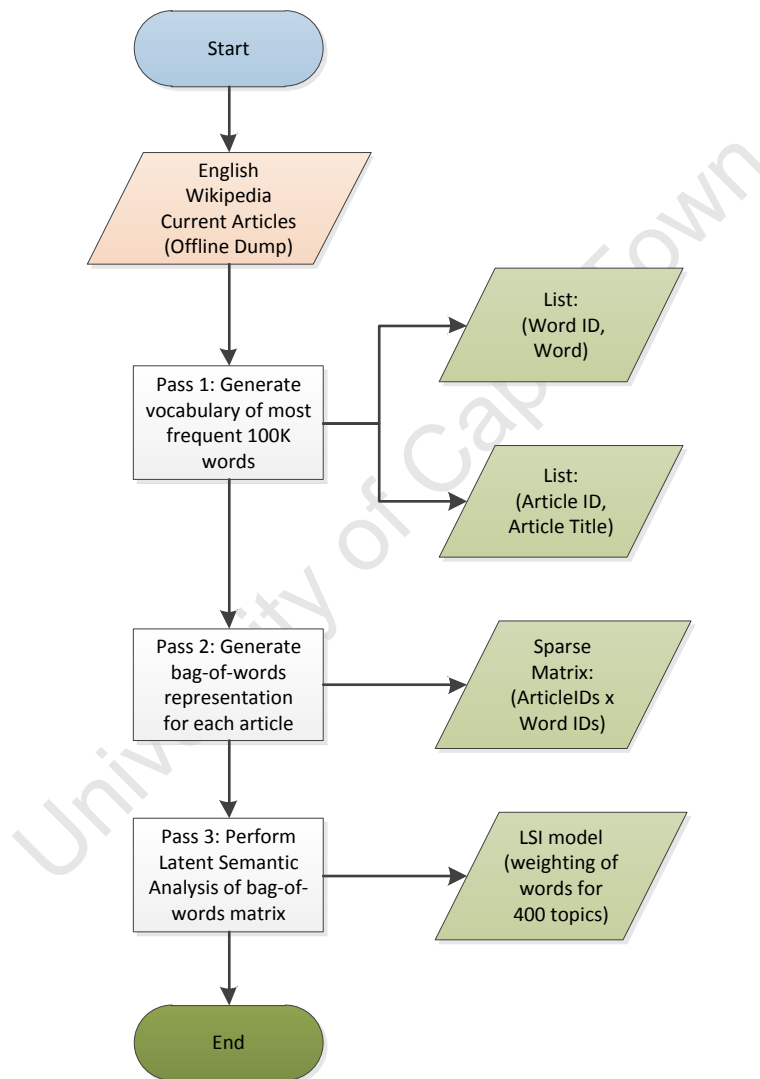 Start
English
Wikipedia
Current Articles
(Offline Dump)
List:
(Word ID,
Word)
Pass 1: Generate
vocabulary of most
frequent 100K
words
List:
(Article ID,
Article Title)
Pass 2: Generate
bag-of-words
representation
for each article
Sparse
Matrix:
(ArticleIDs x
Word IDs)
Pass 3: Perform
Latent Semantic
Analysis of bag-of-
words matrix
LSI model
(weighting of
words for
400 topics)
End
University of Cape Town